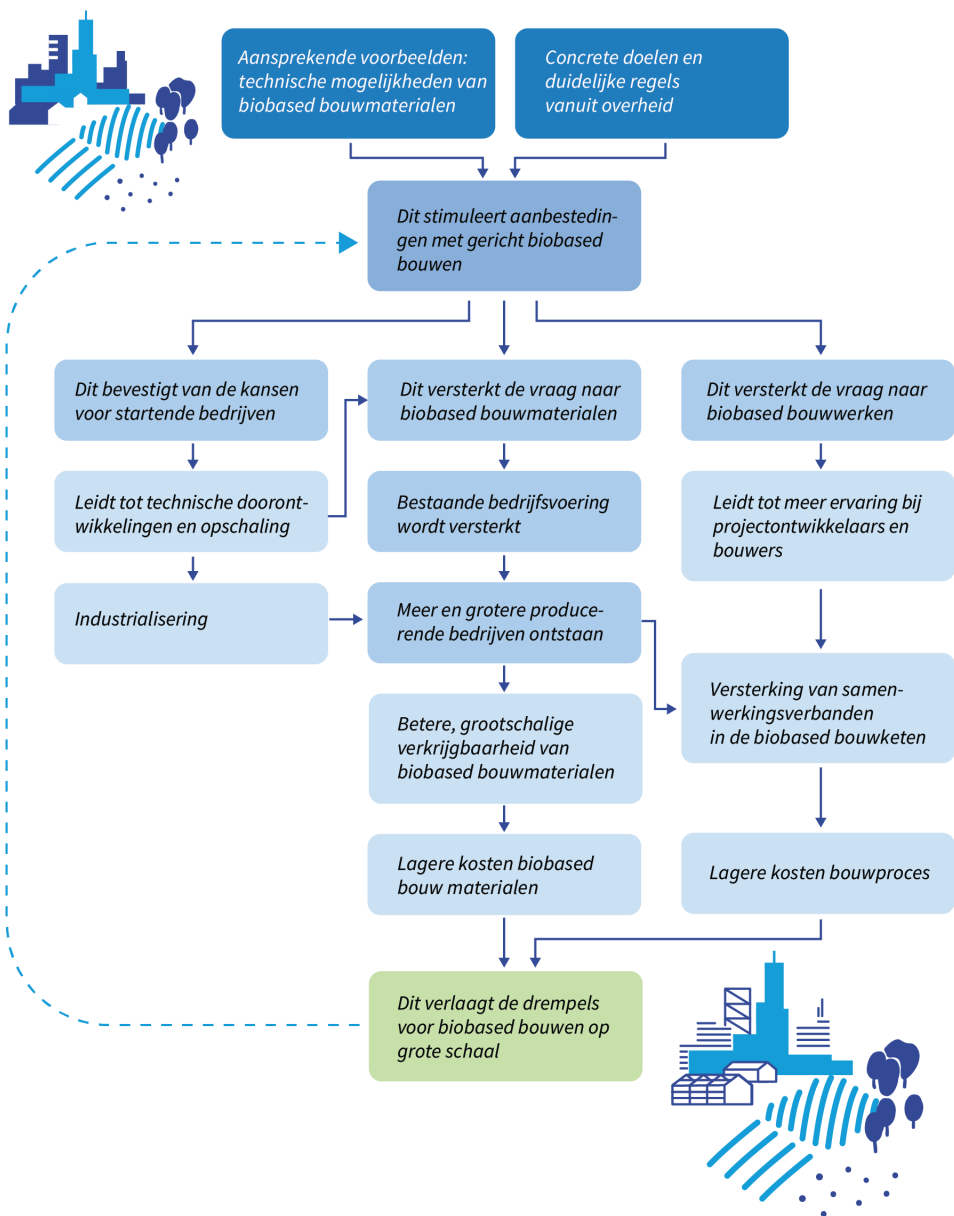 Aansprekende voorbeelden:
technische mogelijkheden van
biobased bouwmaterialen
Concrete doelen en
duidelijke regels
vanuit overheid
Dit stimuleert aanbestedin-
gen met gericht biobased
bouwen
Dit bevestigt van de kansen
voor startende bedrijven
Dit versterkt de vraag naar
biobased bouwmaterialen
Dit versterkt de vraag naar
biobased bouwwerken
Leidt tot technische dooront-
wikkelingen en opschaling
Bestaande bedrijfsvoering
wordt versterkt
Leidt tot meer ervaring bij
projectontwikkelaars en
bouwers
Industrialisering
Meer en grotere produce-
rende bedrijven ontstaan
Versterking van samen-
werkingsverbanden
in de biobased bouwketen
Betere, grootschalige
verkrijgbaarheid van
biobased bouwmaterialen
Lagere kosten biobased
bouw materialen
Lagere kosten bouwproces
Dit verlaagt de drempels
voor biobased bouwen op
grote schaal